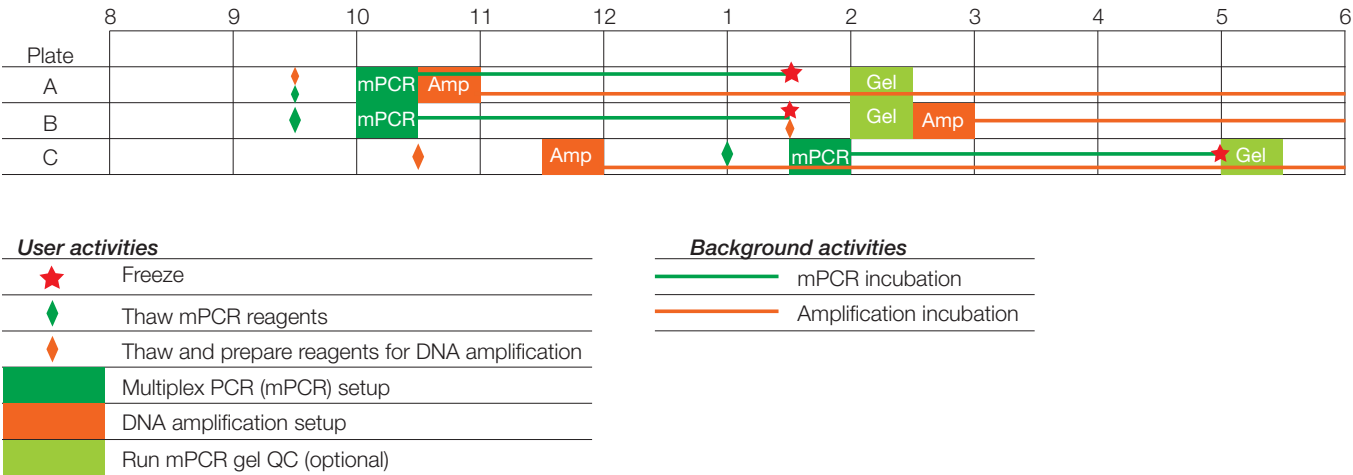 8 9 10 11 12 1 2 3 4 5 6
Plate
A mPCR Amp Gel
B mPCR Gel Amp
C Amp mPCR Gel
User activities
Freeze
Thaw mPCR reagents
Thaw and prepare reagents for DNA amplification
Multiplex PCR (mPCR) setup
DNA amplification setup
Run mPCR gel QC (optional)
Background activities
mPCR incubation
Amplification incubation